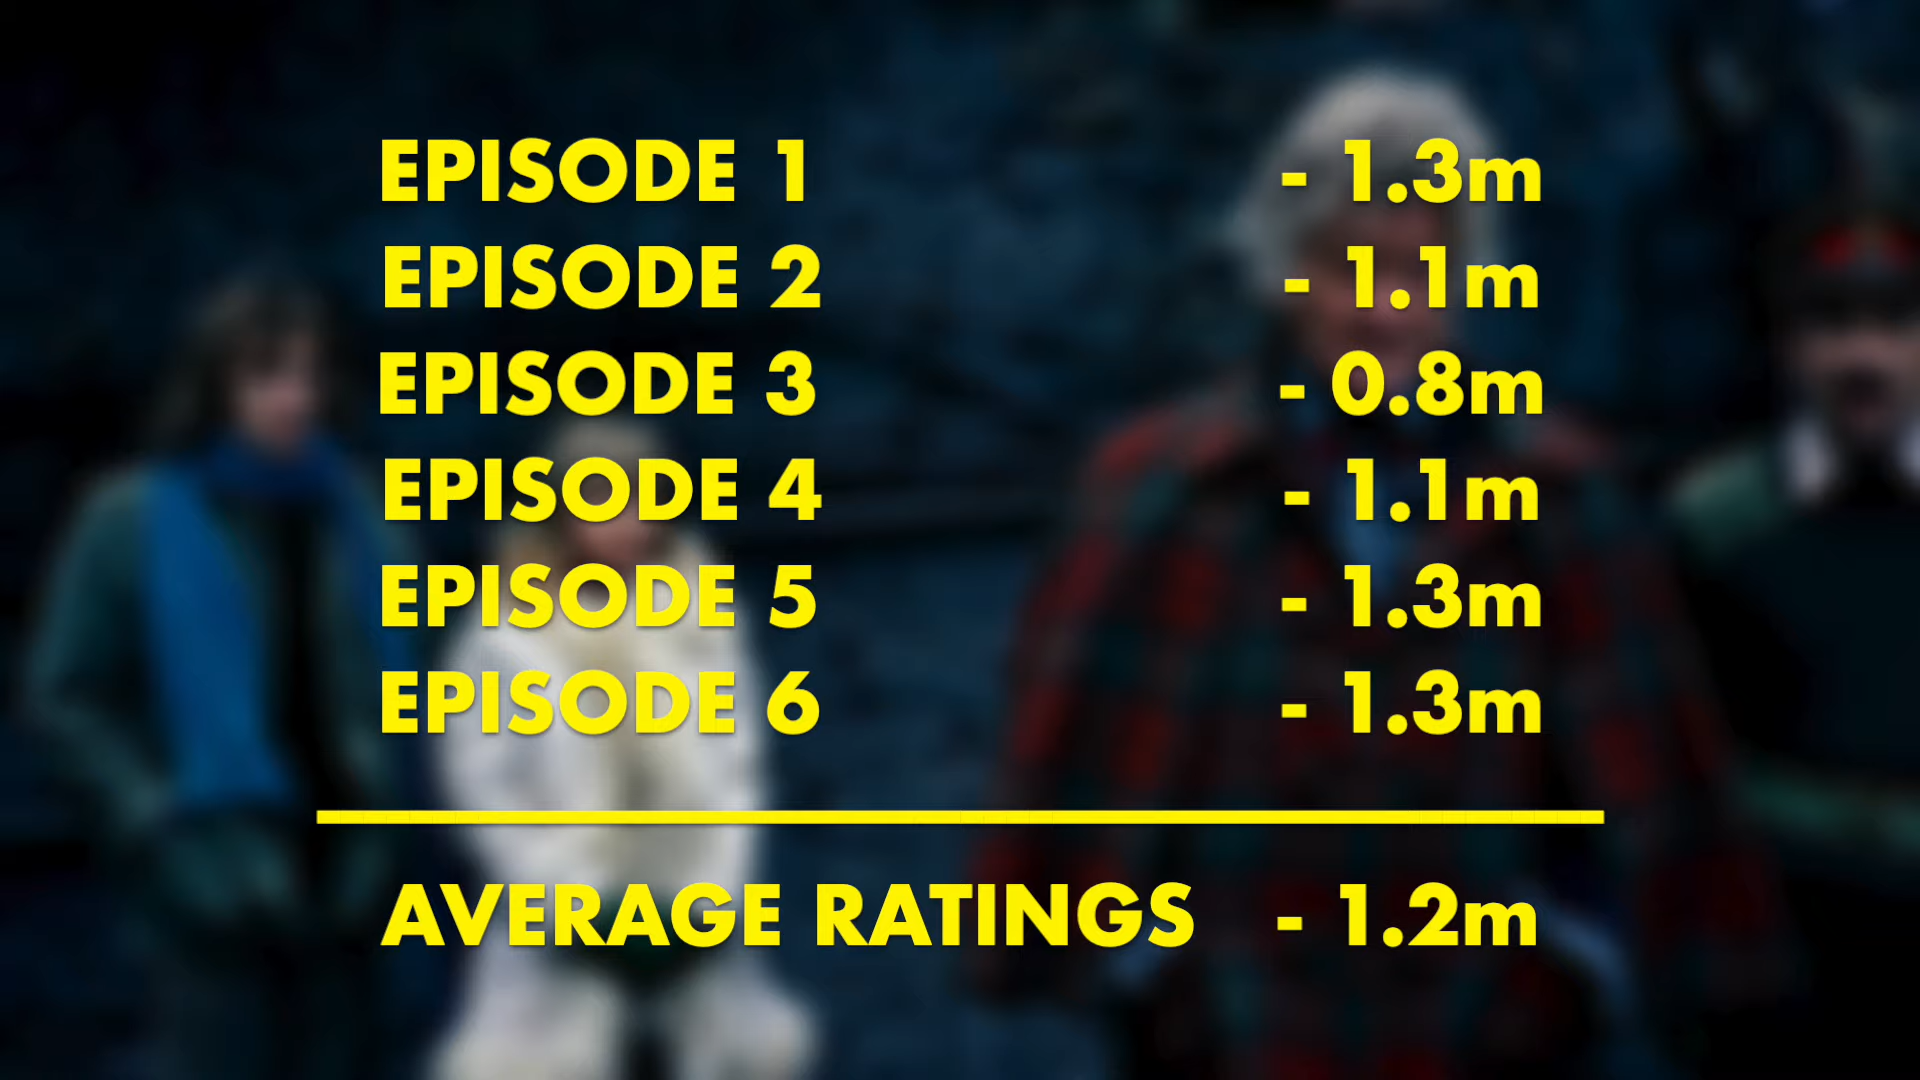 EPISODE 1 - 1.3m
EPISODE 2 - 1.1m
EPISODE 3 - 0.8m
EPISODE 4 - 1.1m
EPISODE 5 - 1.3m
EPISODE 6 - 1.3m
AVERAGE RATINGS - 1.2m